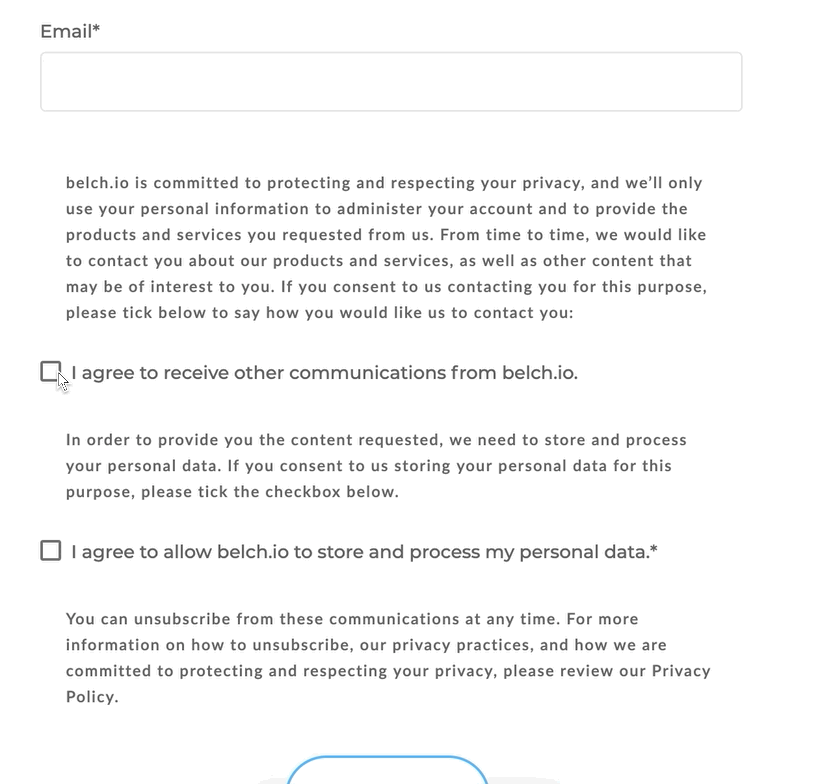 Email*
belch.io is committed to protecting and respecting your privacy, and we’ll only
use your personal information to administer your account and to provide the
products and services you requested from us. From time to time, we would like
to contact you about our products and services, as well as other content that
may be of interest to you. If you consent to us contacting you for this purpose,
please tick below to say how you would like us to contact you:
I agree to receive other communications from belch.io.
In order to provide you the content requested, we need to store and process
your personal data. If you consent to us storing your personal data for this
purpose, please tick the checkbox below.
I agree to allow belch.io to store and process my personal data.*
You can unsubscribe from these communications at any time. For more
information on how to unsubscribe, our privacy practices, and how we are
committed to protecting and respecting your privacy, please review our Privacy
Policy.